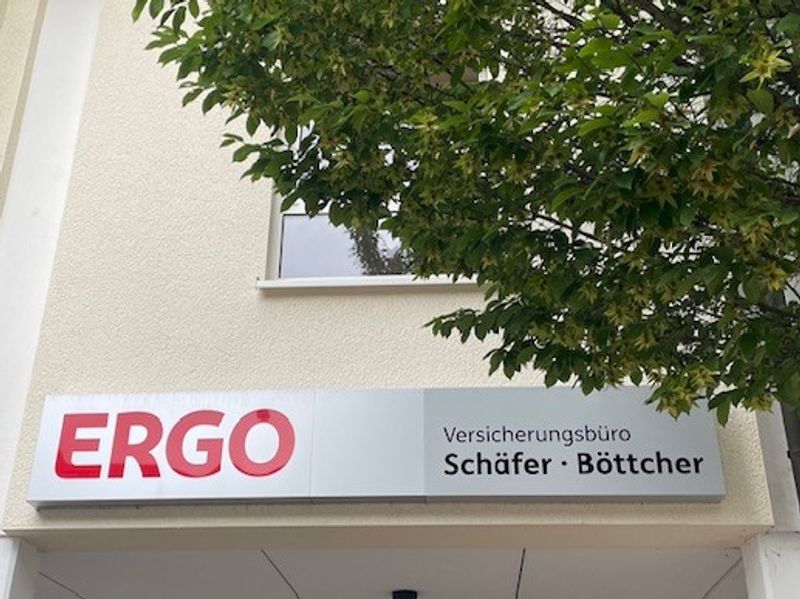 ERGO
Versicherungsbüro
Schäfer · Böttcher